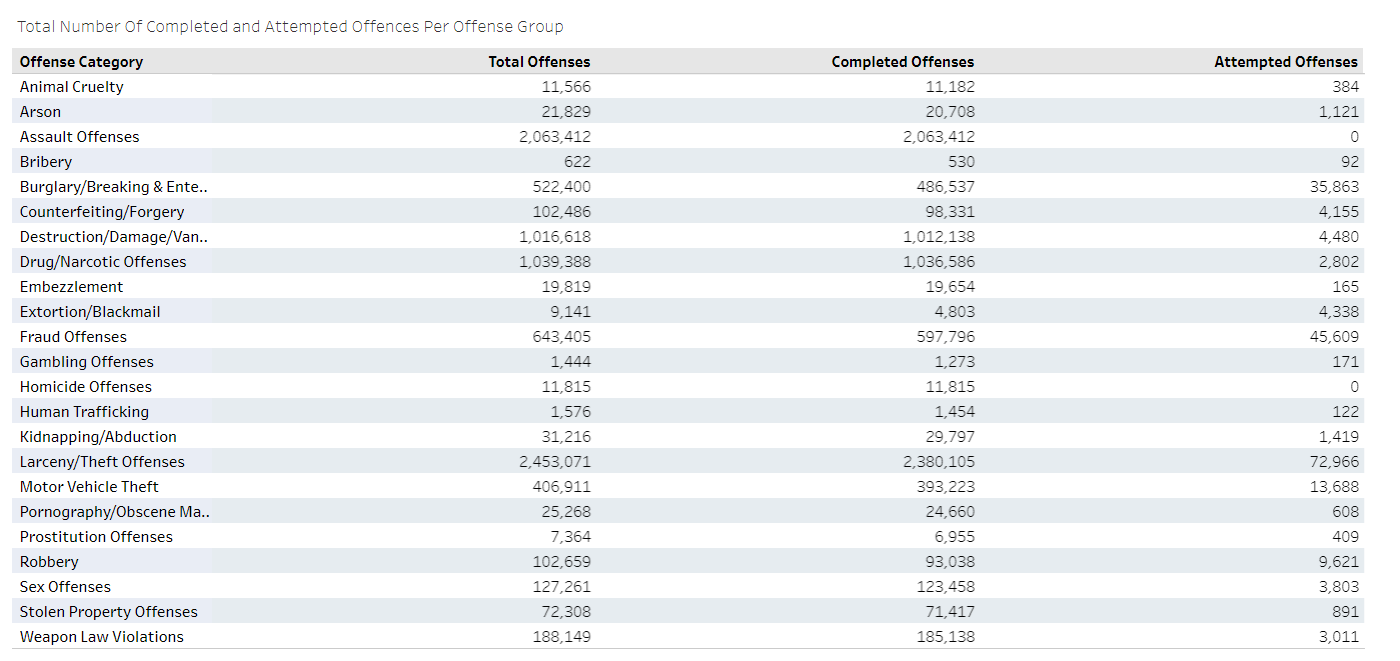 Total Number Of Completed and Attempted Offences Per Offense Group
Offense Category Total Offenses Completed Offenses Attempted Offenses
Animal Cruelty 11,566 11,182 384
Arson 21,829 20,708 1,121
Assault Offenses 2,063,412 2,063,412 0
Bribery 622 530 92
Burglary/Breaking & Ente.. 522,400 486,537 35,863
Counterfeiting/Forgery 102,486 98,331 4,155
Destruction/Damage/Van.. 1,016,618 1,012,138 4,480
Drug/Narcotic Offenses 1,039,388 1,036,586 2,802
Embezzlement 19,819 19,654 165
Extortion/Blackmail 9,141 4,803 4,338
Fraud Offenses 643,405 597,796 45,609
Gambling Offenses 1,444 1,273 171
Homicide Offenses 11,815 11,815 0
Human Trafficking 1,576 1,454 122
Kidnapping/Abduction 31,216 29,797 1,419
Larceny/Theft Offenses 2,453,071 2,380,105 72,966
Motor Vehicle Theft 406,911 393,223 13,688
Pornography/Obscene Ma.. 25,268 24,660 608
Prostitution Offenses 7,364 6,955 409
Robbery 102,659 93,038 9,621
Sex Offenses 127,261 123,458 3,803
Stolen Property Offenses 72,308 71,417 891
Weapon Law Violations 188,149 185,138 3,011